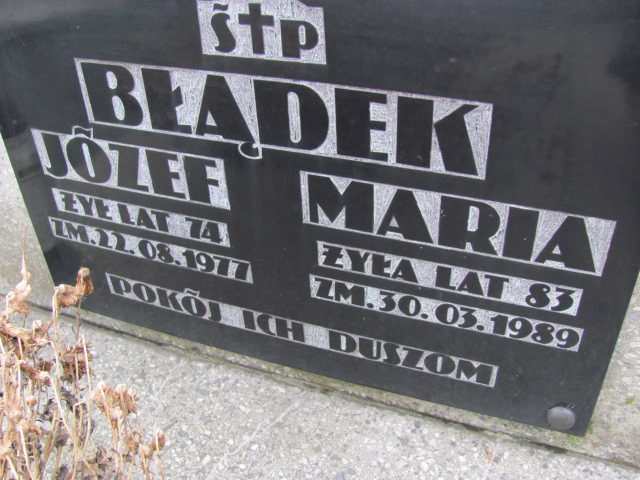 Ś†P
BŁĄDEK
JÓZEF
ŻYŁ LAT 74
ZM. 22.08.1977
MARIA
ŻYŁA LAT 83
ZM. 30.03.1989
POKÓJ ICH DUSZOM